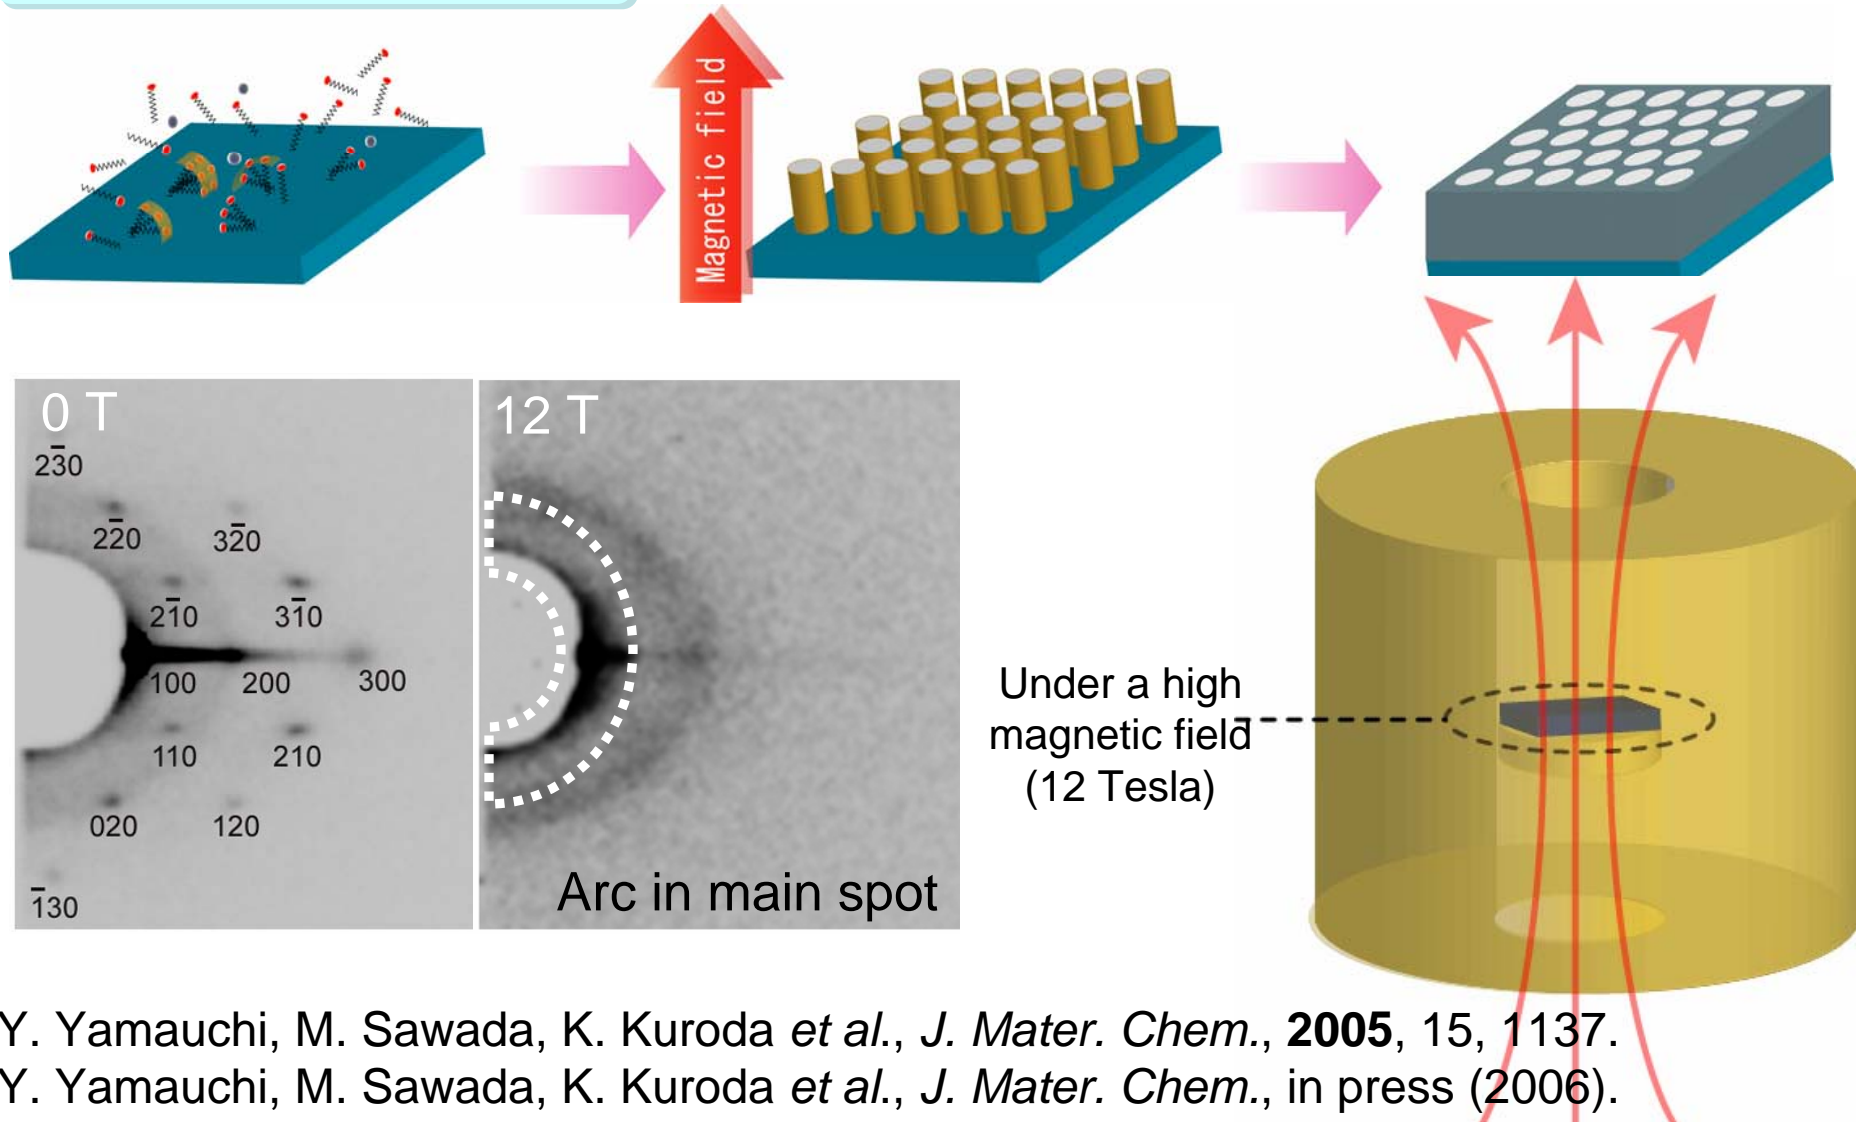 Magnetic field
0 T
12 T
23̅0
22̅0
32̅0
21̅0
31̅0
100
200
300
110
210
020
120
1̅30
Arc in main spot
Under a high
magnetic field
(12 Tesla)
Y. Yamauchi, M. Sawada, K. Kuroda et al., J. Mater. Chem., 2005, 15, 1137.
Y. Yamauchi, M. Sawada, K. Kuroda et al., J. Mater. Chem., in press (2006).